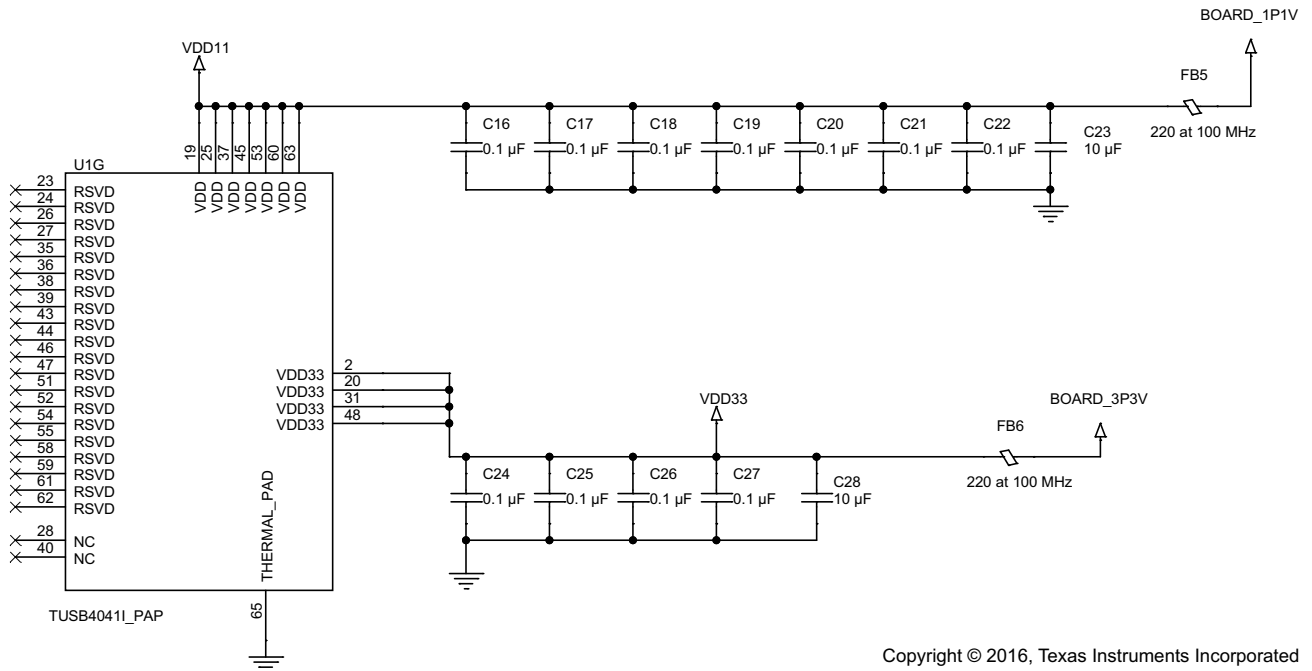 BOARD_1P1V
VDD11
FB5
220 at 100 MHz
C16
0.1 µF
C17
0.1 µF
C18
0.1 µF
C19
0.1 µF
C20
0.1 µF
C21
0.1 µF
C22
0.1 µF
C23
10 µF
19
25
37
45
53
60
63
U1G
VDD
VDD
VDD
VDD
VDD
VDD
VDD
23 RSVD
24 RSVD
26 RSVD
27 RSVD
35 RSVD
36 RSVD
38 RSVD
39 RSVD
43 RSVD
44 RSVD
46 RSVD
47 RSVD
51 RSVD
52 RSVD
54 RSVD
55 RSVD
58 RSVD
59 RSVD
61 RSVD
62 RSVD
28 NC
40 NC
VDD33 2
VDD33 20
VDD33 31
VDD33 48
THERMAL_PAD
65
TUSB4041I_PAP
VDD33
BOARD_3P3V
FB6
220 at 100 MHz
C24
0.1 µF
C25
0.1 µF
C26
0.1 µF
C27
0.1 µF
C28
10 µF
Copyright © 2016, Texas Instruments Incorporated